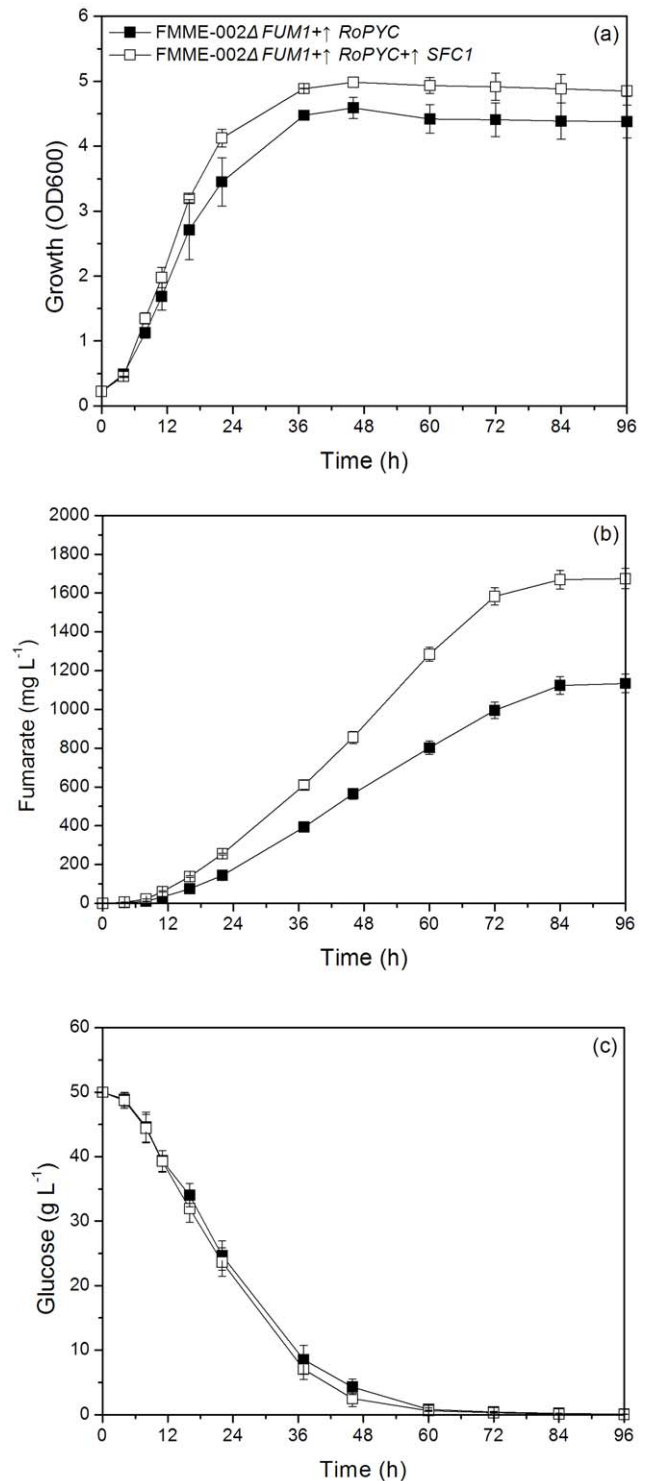 FMME-002Δ FUM1+↑ RoPYC
FMME-002Δ FUM1+↑ RoPYC+↑ SFC1
(a)
6
5
4
3
2
1
0
Growth (OD600)
0 12 24 36 48 60 72 84 96
Time (h)
(b)
2000
1800
1600
1400
1200
1000
800
600
400
200
0
Fumarate (mg L⁻¹)
0 12 24 36 48 60 72 84 96
Time (h)
(c)
60
50
40
30
20
10
0
Glucose (g L⁻¹)
0 12 24 36 48 60 72 84 96
Time (h)